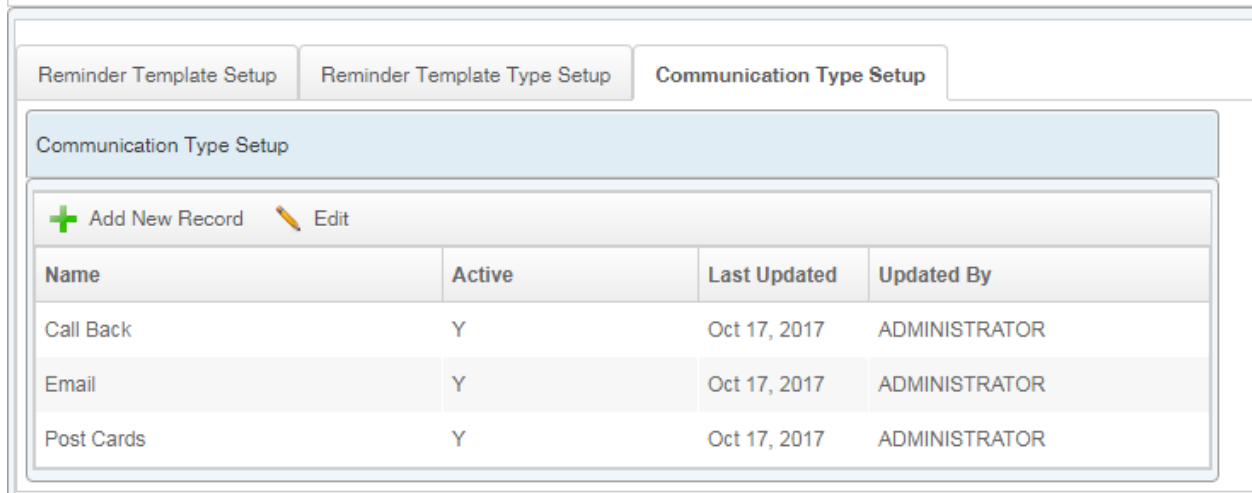 Reminder Template Setup Reminder Template Type Setup Communication Type Setup
Communication Type Setup
Add New Record Edit
Name Active Last Updated Updated By
Call Back Y Oct 17, 2017 ADMINISTRATOR
Email Y Oct 17, 2017 ADMINISTRATOR
Post Cards Y Oct 17, 2017 ADMINISTRATOR